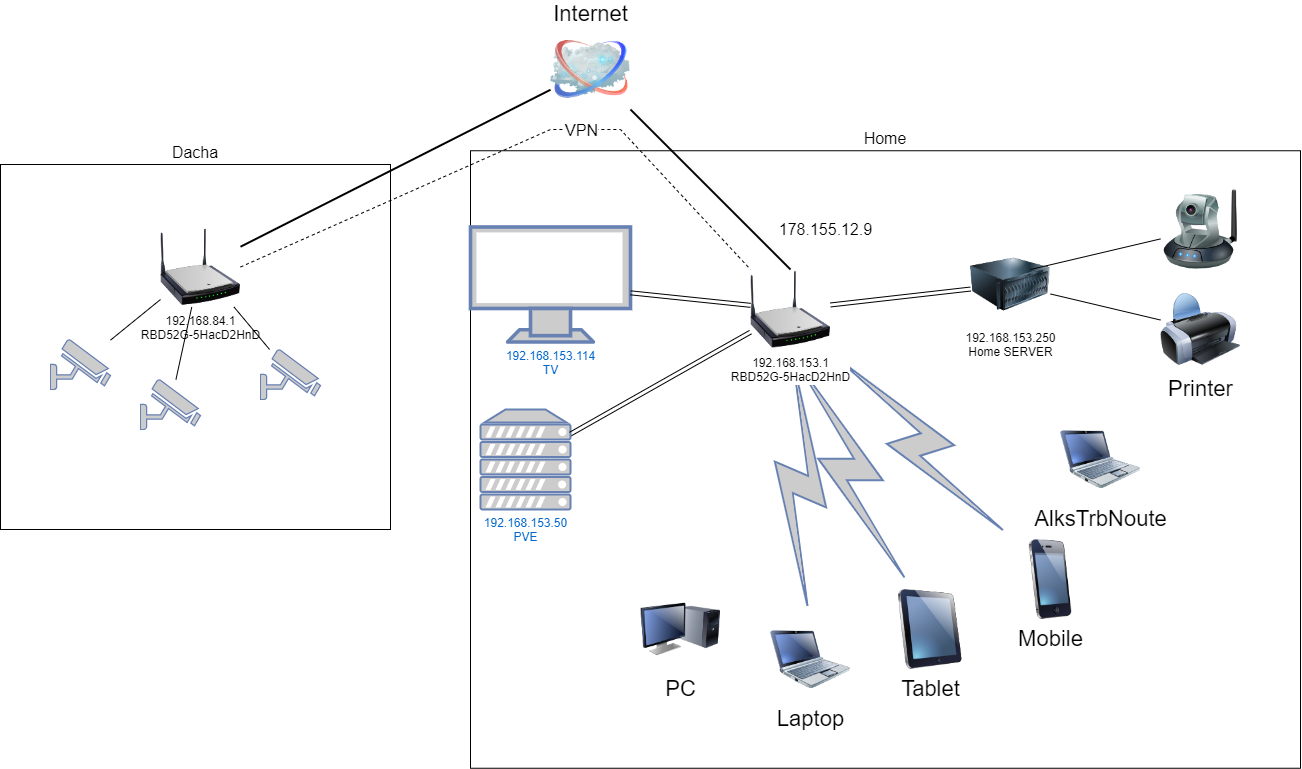 Internet
VPN
Dacha
Home
178.155.12.9
192.168.84.1
RBD52G-5HacD2HnD
192.168.153.114
TV
192.168.153.1
RBD52G-5HacD2HnD
192.168.153.250
Home SERVER
Printer
192.168.153.50
PVE
AlksTrbNoute
Mobile
PC
Tablet
Laptop